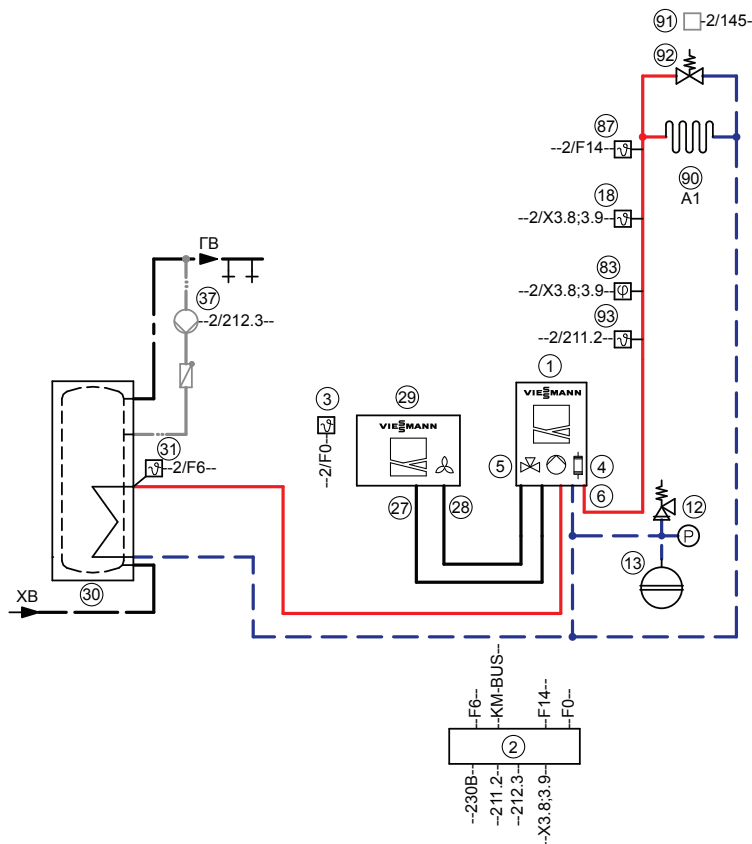 91 -2/145-
92
87
--2/F14--
90
A1
18
--2/X3.8;3.9--
ГВ
83
--2/X3.8;3.9--
37
--2/212.3--
93
--2/211.2--
1
3
29
VIESSMANN
VIESSMANN
--2/F0--
31
--2/F6--
5
4
27
28
6
12
P
13
ХВ
30
--F6--
--KM-BUS--
--F14--
--F0--
2
--230B--
--211.2--
--212.3--
--X3.8;3.9--